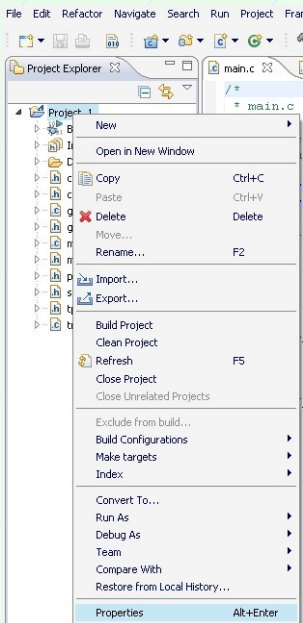 File Edit Refactor Navigate Search Run Project Fra
Project Explorer
main.c
Project_1
/*
* main.c
New
Open in New Window
Copy Ctrl+C
Paste Ctrl+V
Delete Delete
Move...
Rename... F2
Import...
Export...
Build Project
Clean Project
Refresh F5
Close Project
Close Unrelated Projects
Exclude from build...
Build Configurations
Make targets
Index
Convert To...
Run As
Debug As
Team
Compare With
Restore from Local History...
Properties Alt+Enter